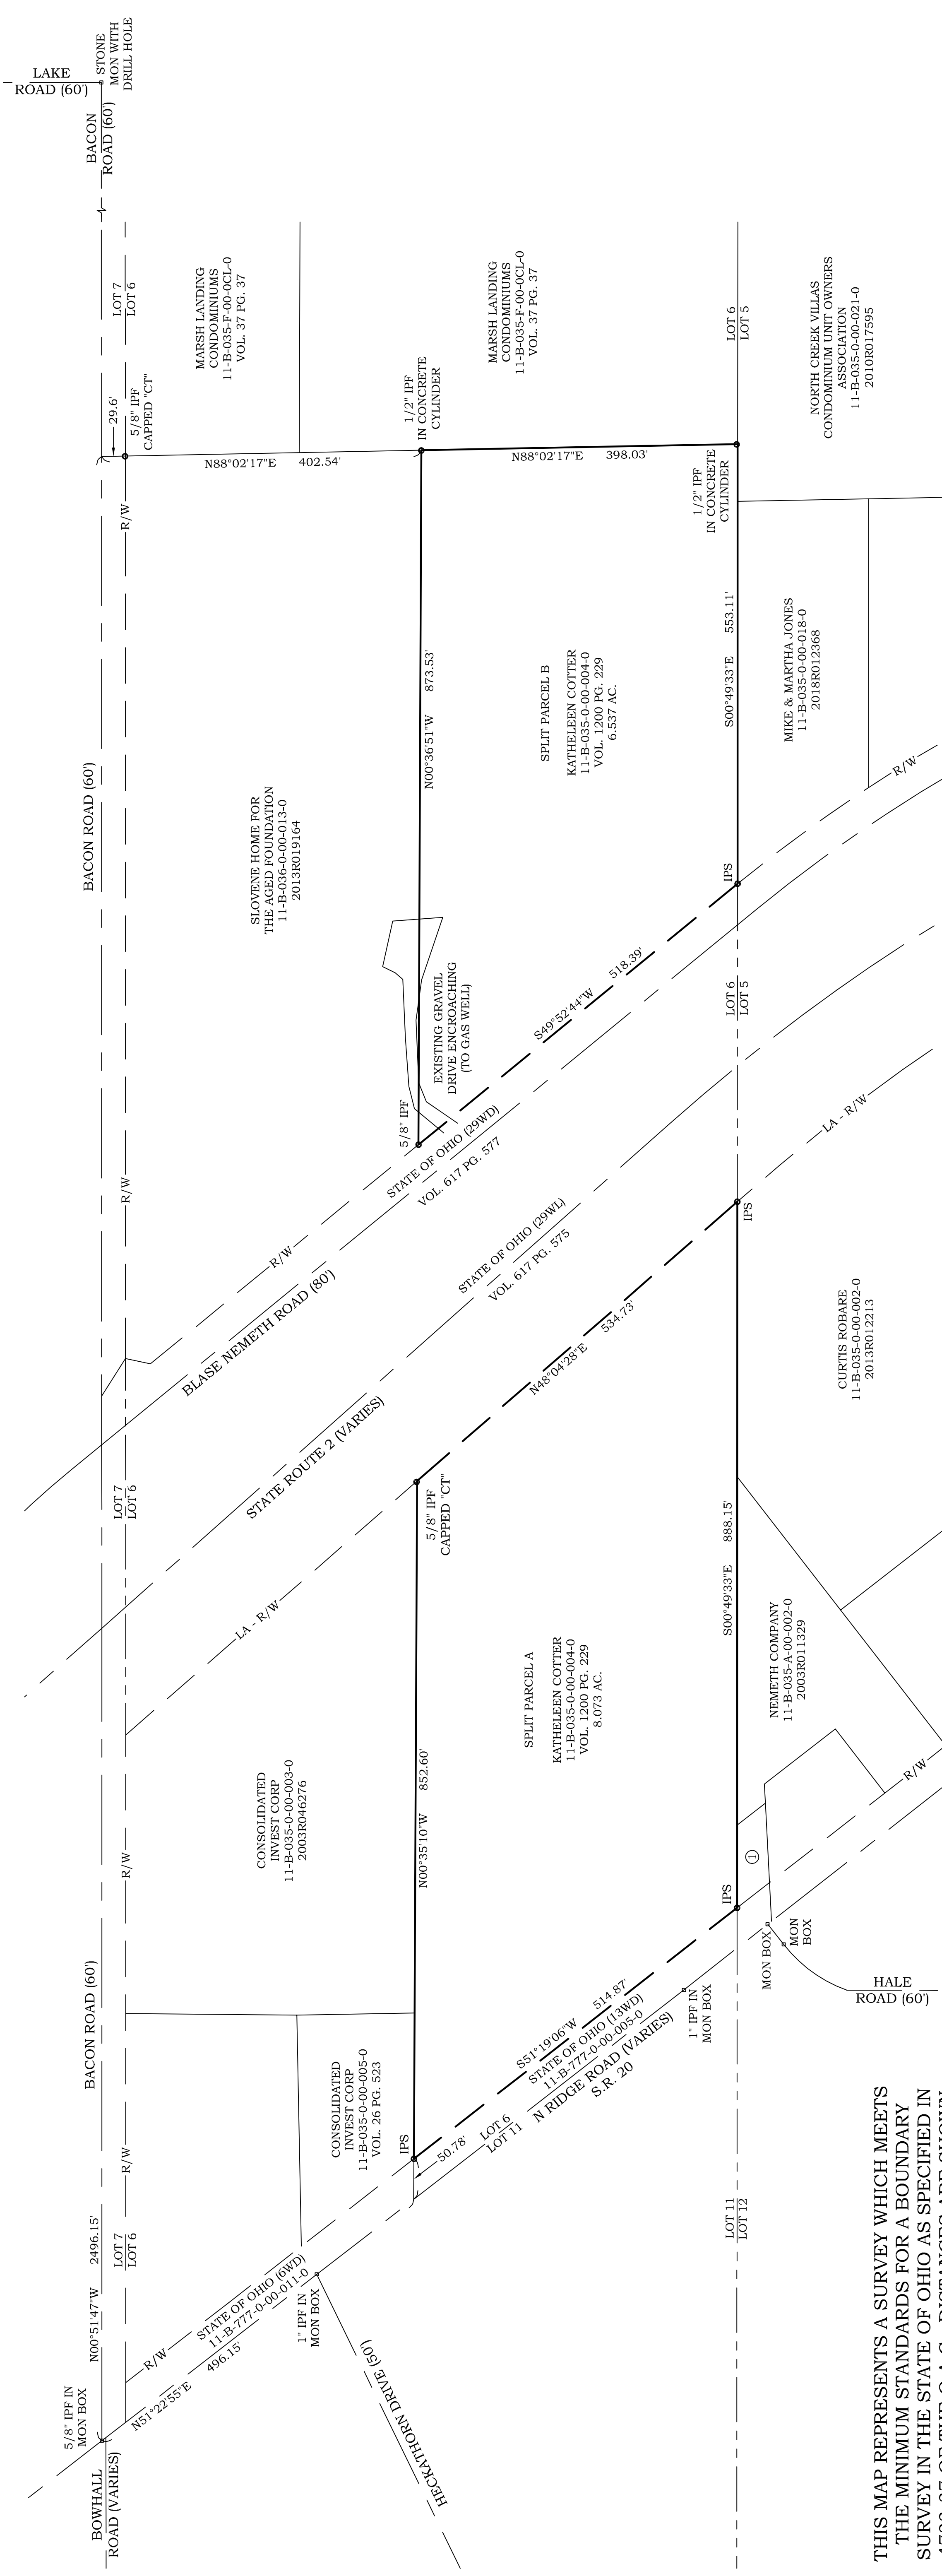 LAKE
ROAD (60')
STONE
MON WITH
DRILL HOLE
BACON
ROAD (60')
LOT 7
LOT 6
MARSH LANDING
CONDOMINIUMS
11-B-035-F-00-0CL-0
VOL. 37 PG. 37
MARSH LANDING
CONDOMINIUMS
11-B-035-F-00-0CL-0
VOL. 37 PG. 37
LOT 6
LOT 5
NORTH CREEK VILLAS
CONDOMINIUM UNIT OWNERS
ASSOCIATION
11-B-035-0-00-021-0
2010R017595
29.6'
5/8" IPF
CAPPED "CT"
1/2" IPF
IN CONCRETE
CYLINDER
N88°02'17"E 402.54'
N88°02'17"E 398.03'
1/2" IPF
IN CONCRETE
CYLINDER
R/W
BACON ROAD (60')
SLOVENE HOME FOR
THE AGED FOUNDATION
11-B-036-0-00-013-0
2013R019164
N00°36'51"W 873.53'
SPLIT PARCEL B
KATHELEEN COTTER
11-B-035-0-00-004-0
VOL. 1200 PG. 229
6.537 AC.
S00°49'33"E 553.11'
MIKE & MARTHA JONES
11-B-035-0-00-018-0
2018R012368
R/W
IPS
EXISTING GRAVEL
DRIVE ENCROACHING
(TO GAS WELL)
S49°52'44"W 518.39'
LOT 6
LOT 5
5/8" IPF
STATE OF OHIO (29WD)
VOL. 617 PG. 577
LA - R/W
R/W
R/W
STATE OF OHIO (29WL)
VOL. 617 PG. 575
IPS
BLASE NEMETH ROAD (80')
N48°04'28"E 534.73'
CURTIS ROBARE
11-B-035-0-00-002-0
2013R012213
STATE ROUTE 2 (VARIES)
LOT 7
LOT 6
5/8" IPF
CAPPED "CT"
S00°49'33"E 888.15'
LA - R/W
SPLIT PARCEL A
KATHELEEN COTTER
11-B-035-0-00-004-0
VOL. 1200 PG. 229
8.073 AC.
NEMETH COMPANY
11-B-035-A-00-002-0
2003R011329
CONSOLIDATED
INVEST CORP
11-B-035-0-00-003-0
2003R046276
N00°35'10"W 852.60'
R/W
R/W
1
IPS
MON BOX
MON
BOX
HALE
ROAD (60')
BACON ROAD (60')
S51°19'06"W 514.87'
STATE OF OHIO (13WD)
11-B-777-0-00-005-0
N RIDGE ROAD (VARIES)
S.R. 20
1" IPF IN
MON BOX
CONSOLIDATED
INVEST CORP
11-B-035-0-00-005-0
VOL. 26 PG. 523
IPS
50.78'
LOT 6
LOT 11
R/W
LOT 11
LOT 12
N00°51'47"W 2496.15'
LOT 7
LOT 6
STATE OF OHIO (6WD)
11-B-777-0-00-011-0
R/W
1" IPF IN
MON BOX
N51°22'55"E 496.15'
5/8" IPF IN
MON BOX
HECKATHORN DRIVE (50')
BOWHALL
ROAD (VARIES)
THIS MAP REPRESENTS A SURVEY WHICH MEETS
THE MINIMUM STANDARDS FOR A BOUNDARY
SURVEY IN THE STATE OF OHIO AS SPECIFIED IN